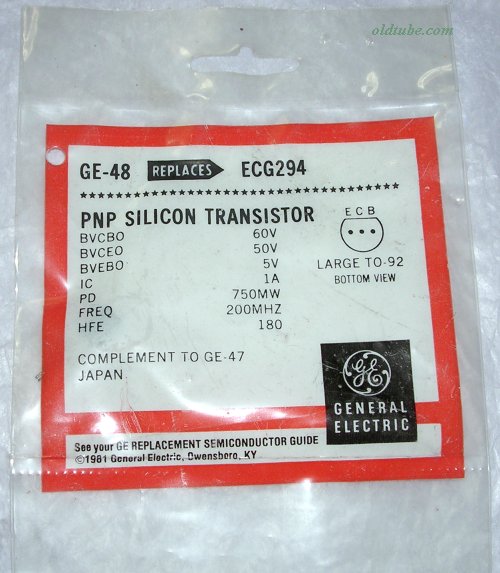 oldtube.com
GE-48 REPLACES ECG294
****************************************
PNP SILICON TRANSISTOR
BVCBO 60V
BVCEO 50V
BVEBO 5V
IC 1A
PD 750MW
FREQ 200MHZ
HFE 180
E C B
LARGE TO-92
BOTTOM VIEW
COMPLEMENT TO GE-47
JAPAN
GE
GENERAL
ELECTRIC
See your GE REPLACEMENT SEMICONDUCTOR GUIDE
©1981 General Electric, Owensboro, KY